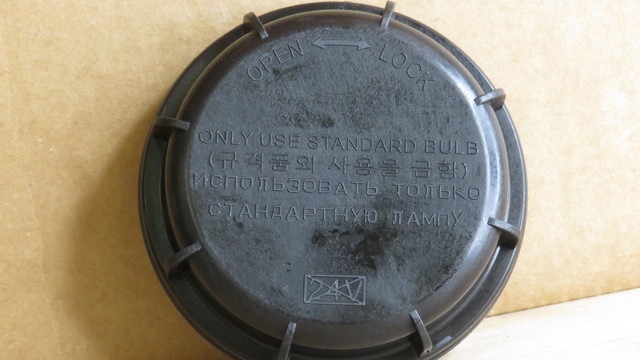 OPEN ⟷ LOCK
ONLY USE STANDARD BULB
(규격품외 사용을 금함)
ИСПОЛЬЗОВАТЬ ТОЛЬКО
СТАНДАРТНУЮ ЛАМПУ
24V